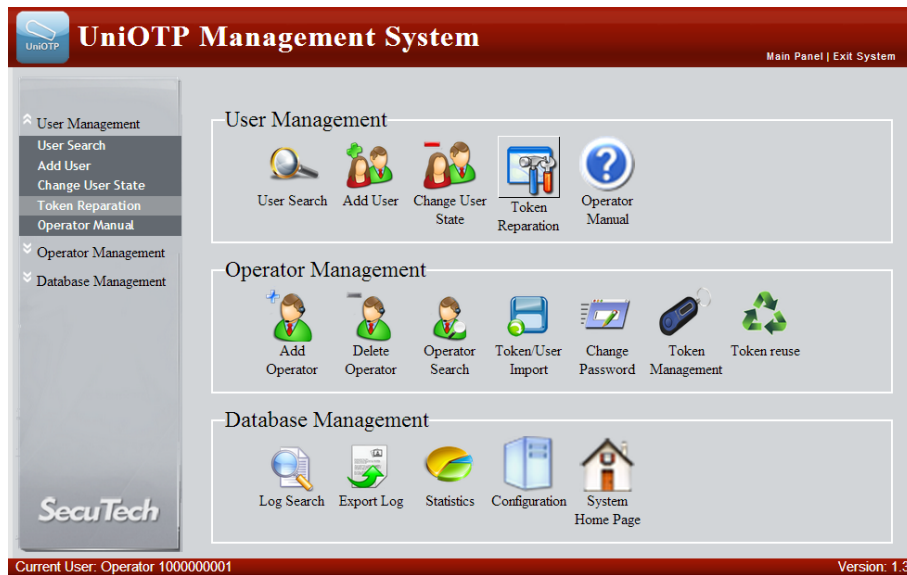 UniOTP
UniOTP Management System
Main Panel | Exit System
User Management
User Search
Add User
Change User State
Token Reparation
Operator Manual
Operator Management
Database Management
SecuTech
User Management
User Search
Add User
Change User
State
Token
Reparation
Operator
Manual
Operator Management
Add
Operator
Delete
Operator
Operator
Search
Token/User
Import
Change
Password
Token
Management
Token reuse
Database Management
Log Search
Export Log
Statistics
Configuration
System
Home Page
Current User: Operator 1000000001
Version: 1.3